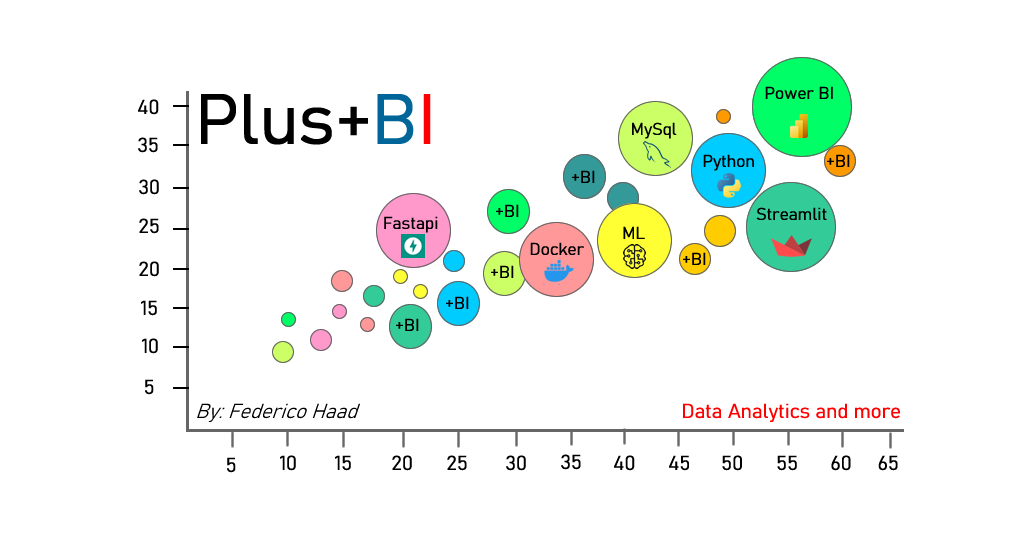 Plus+BI
40
35
30
25
20
15
10
5
Power BI
MySql
Python
+BI
+BI
Streamlit
+BI
Fastapi
ML
Docker
+BI
+BI
+BI
+BI
By: Federico Haad
Data Analytics and more
5 10 15 20 25 30 35 40 45 50 55 60 65